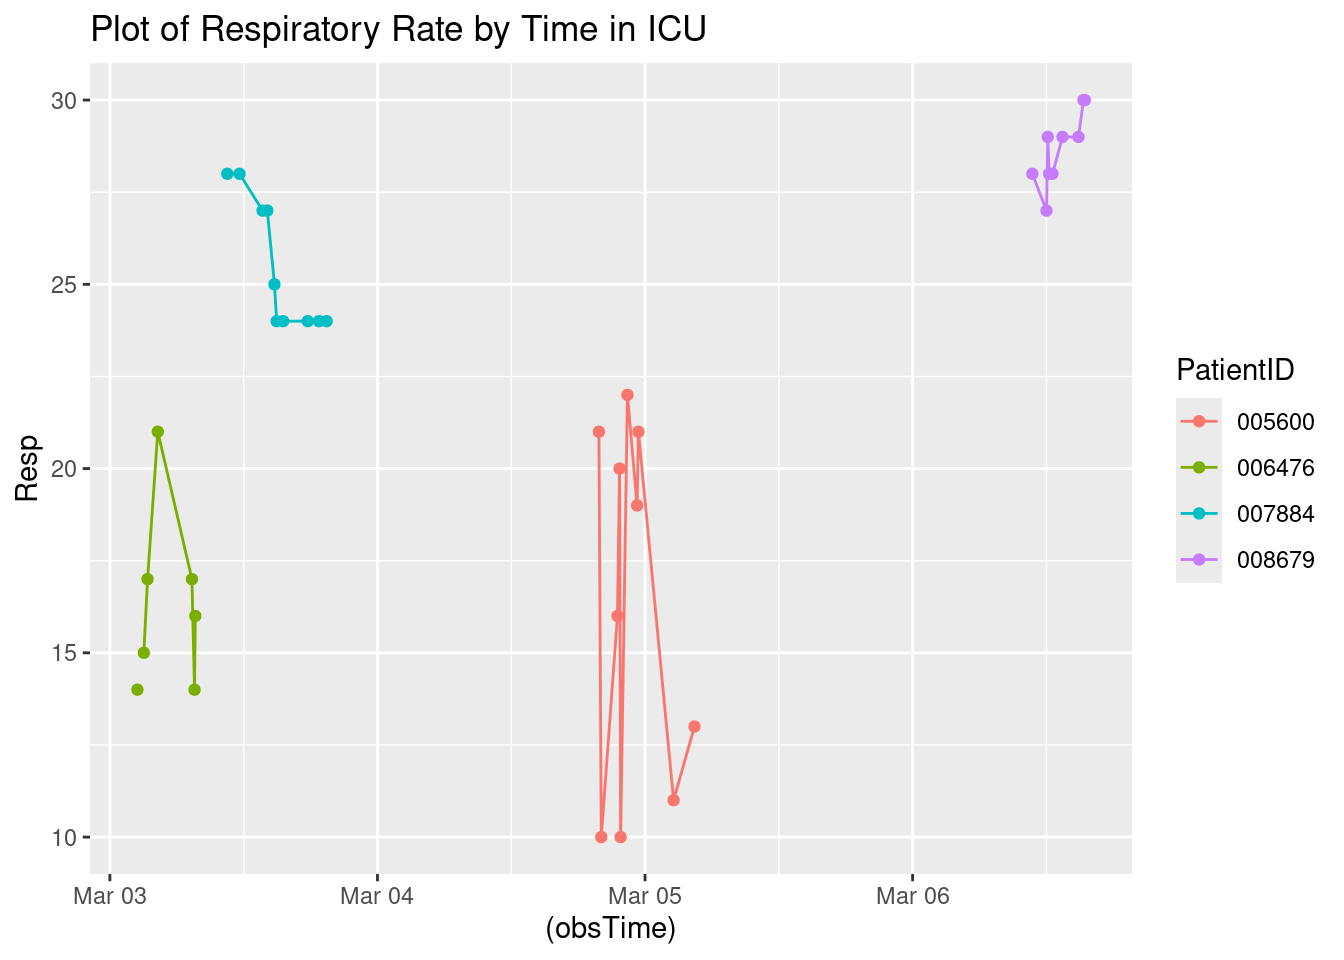 Plot of Respiratory Rate by Time in ICU
30
25
20
15
10
Resp
Mar 03
Mar 04
Mar 05
Mar 06
(obsTime)
PatientID
005600
006476
007884
008679